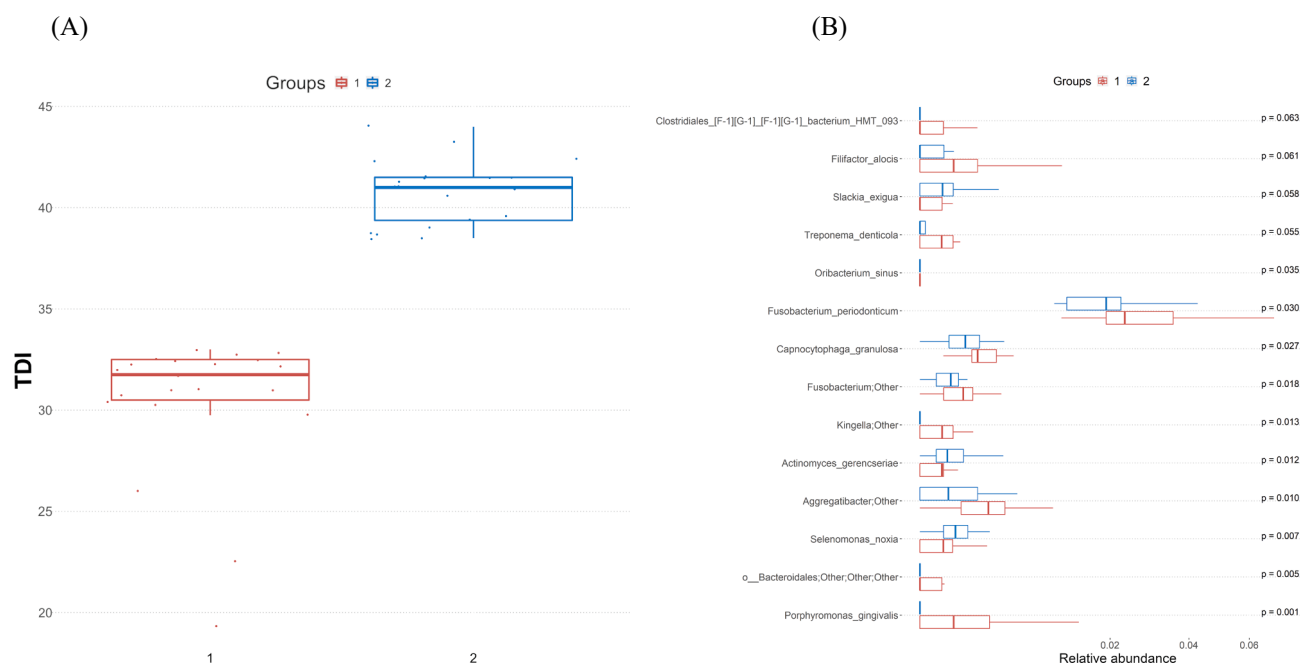 (A)
(B)
Groups 1 2
TDI
45
40
35
30
25
20
1 2
Groups 1 2
Clostridiales_[F-1][G-1]_[F-1][G-1]_bacterium_HMT_093 p = 0.063
Filifactor_alocis p = 0.061
Slackia_exigua p = 0.058
Treponema_denticola p = 0.055
Oribacterium_sinus p = 0.035
Fusobacterium_periodonticum p = 0.030
Capnocytophaga_granulosa p = 0.027
Fusobacterium;Other p = 0.018
Kingella;Other p = 0.013
Actinomyces_gerencseriae p = 0.012
Aggregatibacter;Other p = 0.010
Selenomonas_noxia p = 0.007
o__Bacteroidales;Other;Other;Other p = 0.005
Porphyromonas_gingivalis p = 0.001
0.02 0.04 0.06
Relative abundance